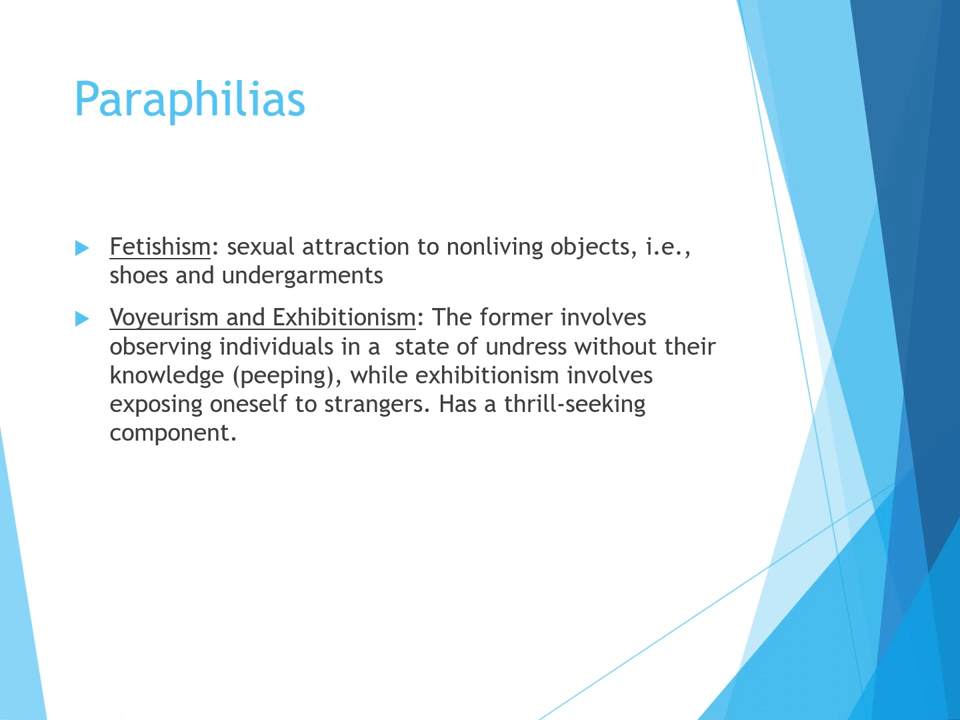 Paraphilias
Fetishism: sexual attraction to nonliving objects, i.e.,
shoes and undergarments
Voyeurism and Exhibitionism: The former involves
observing individuals in a  state of undress without their
knowledge (peeping), while exhibitionism involves
exposing oneself to strangers. Has a thrill-seeking
component.